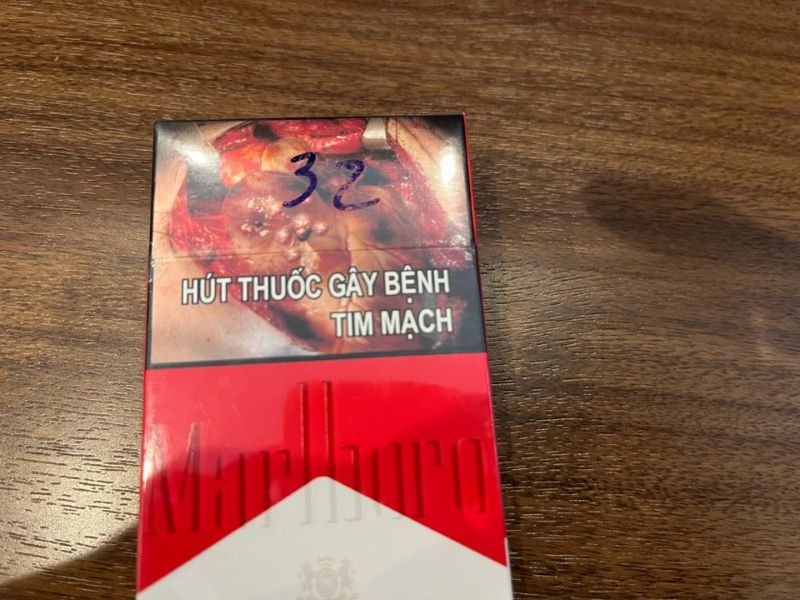 32
HÚT THUỐC GÂY BỆNH
TIM MẠCH
Marlboro